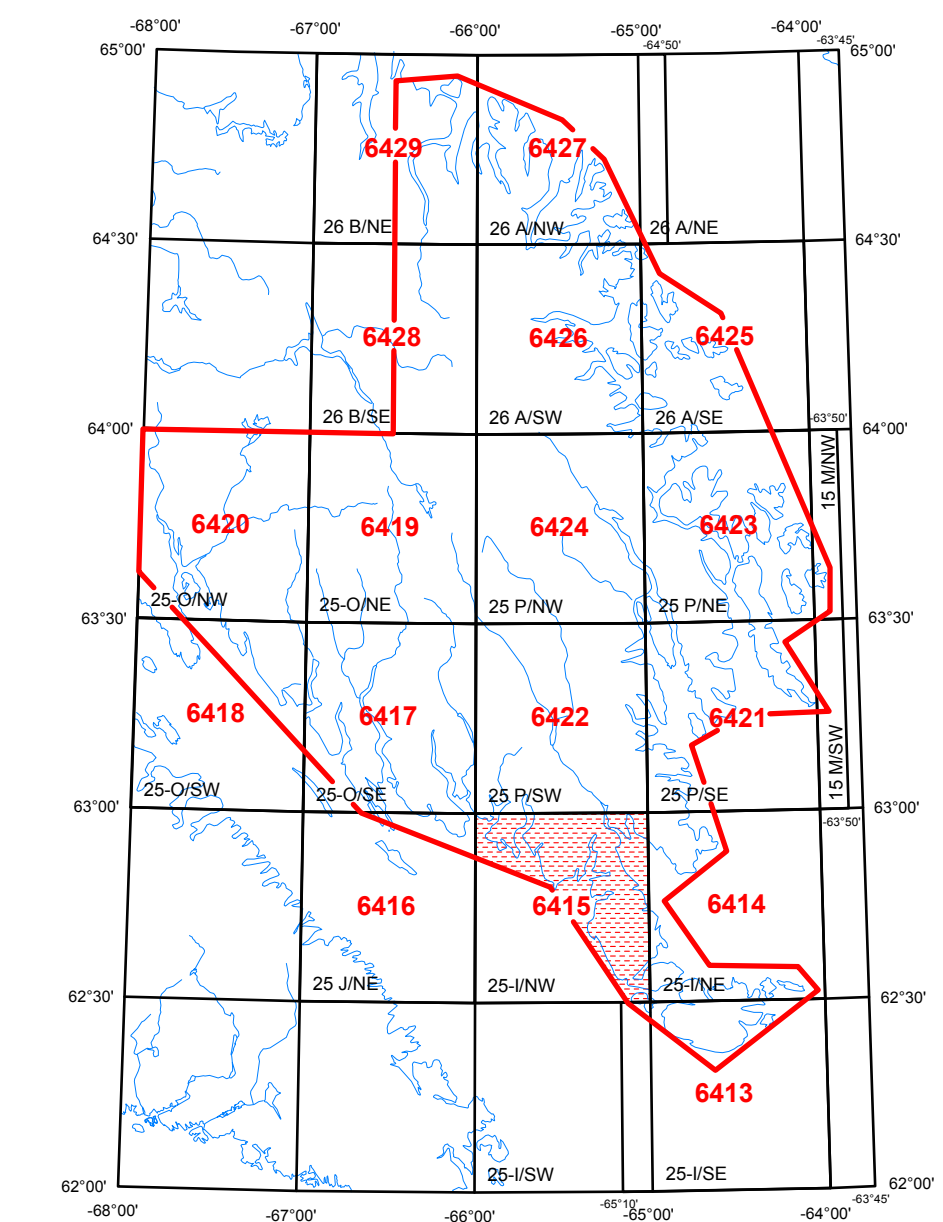 -68°00' -67°00' -66°00' -65°00' -64°00'
-64°50' -63°45'
65°00' 65°00'
6429 6427
26 B/NE 26 A/NW 26 A/NE
64°30' 64°30'
6428 6426 6425
26 B/SE 26 A/SW 26 A/SE -63°50'
64°00' 64°00'
15 M/NW
6420 6419 6424 6423
25-O/NW 25-O/NE 25 P/NW 25 P/NE
63°30' 63°30'
6418 6417 6422 6421
15 M/SW
25-O/SW 25-O/SE 25 P/SW 25 P/SE
63°00' 63°00'
-63°50'
6416 6415 6414
25 J/NE 25-I/NW 25-I/NE
62°30' 62°30'
6413
25-I/SW 25-I/SE
62°00' 62°00'
-65°10' -63°45'
-68°00' -67°00' -66°00' -65°00' -64°00'